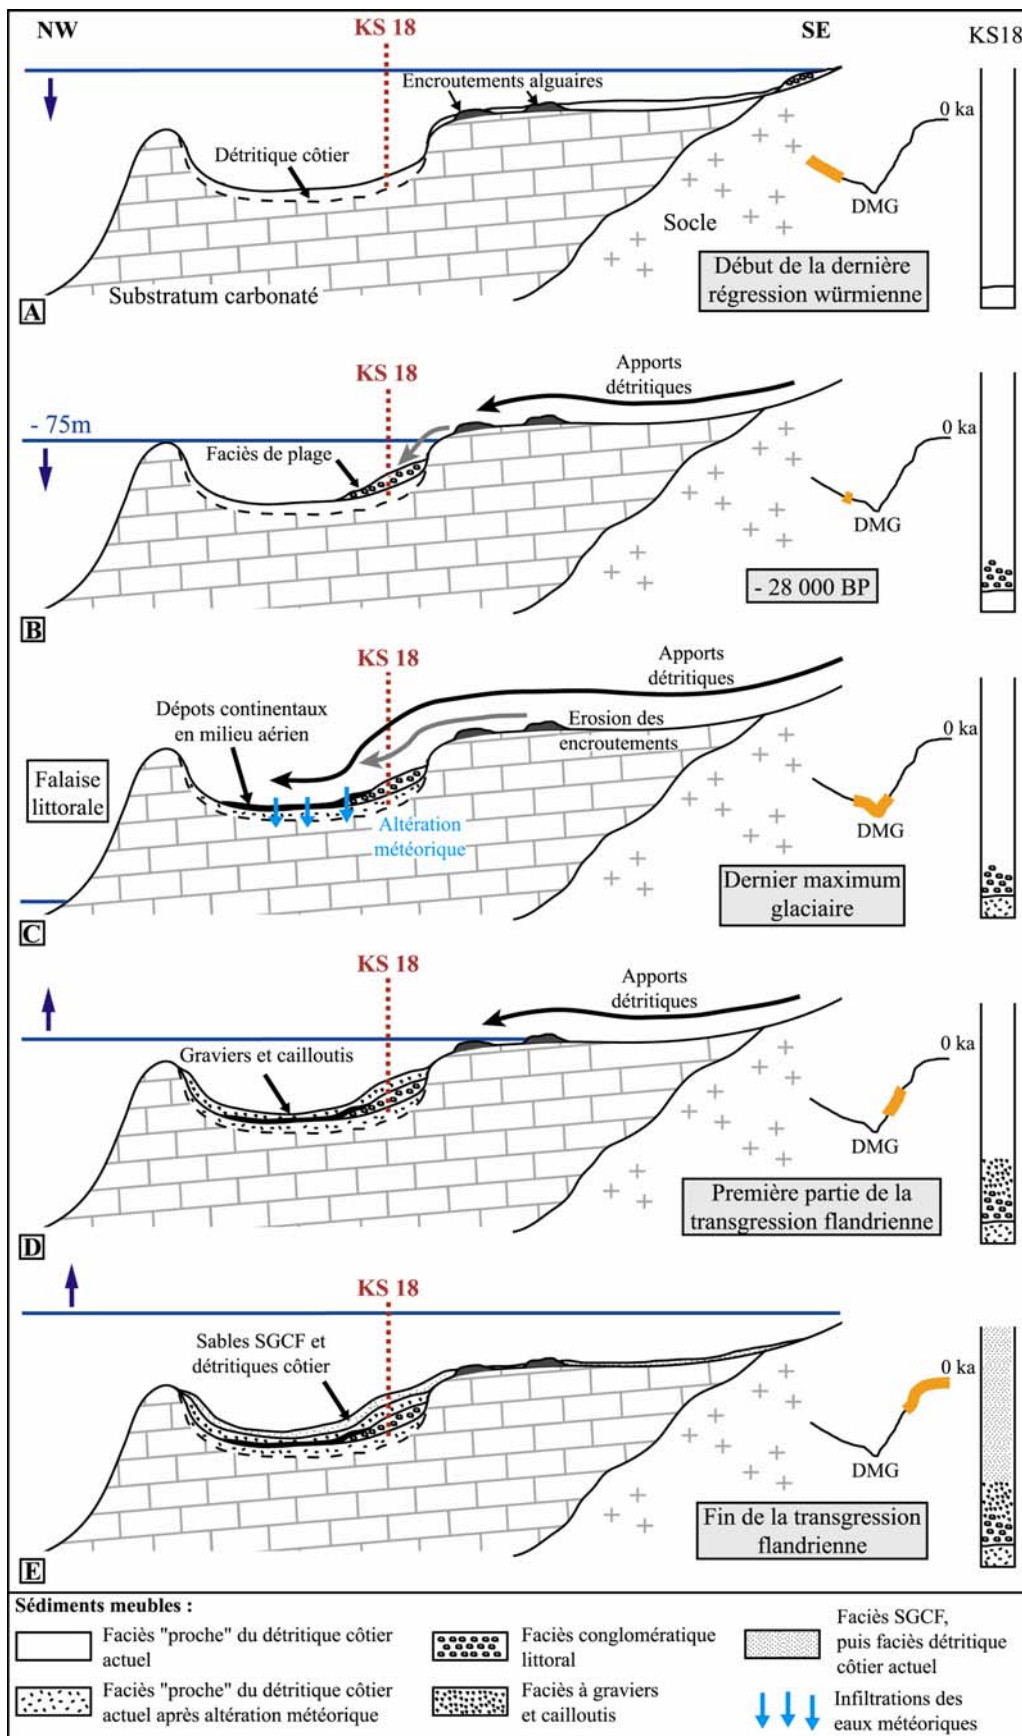 NW
KS 18
SE
KS18
Encroutements alguaires
0 ka
Détritique côtier
DMG
Socle
Substratum carbonaté
Début de la dernière
régression würmienne
A
KS 18
Apports
détritiques
- 75m
0 ka
Faciès de plage
DMG
- 28 000 BP
B
KS 18
Apports
détritiques
Dépots continentaux
en milieu aérien
Erosion des
encroutements
0 ka
Falaise
littorale
Altération
météorique
DMG
Dernier maximum
glaciaire
C
KS 18
Apports
détritiques
Graviers et cailloutis
0 ka
DMG
Première partie de la
transgression flandrienne
D
KS 18
Sables SGCF et
détritiques côtier
0 ka
DMG
Fin de la transgression
flandrienne
E
Sédiments meubles :
Faciès "proche" du détritique côtier
actuel
Faciès "proche" du détritique côtier
actuel après altération météorique
Faciès conglomératique
littoral
Faciès à graviers
et cailloutis
Faciès SGCF,
puis faciès détritique
côtier actuel
Infiltrations des
eaux météoriques